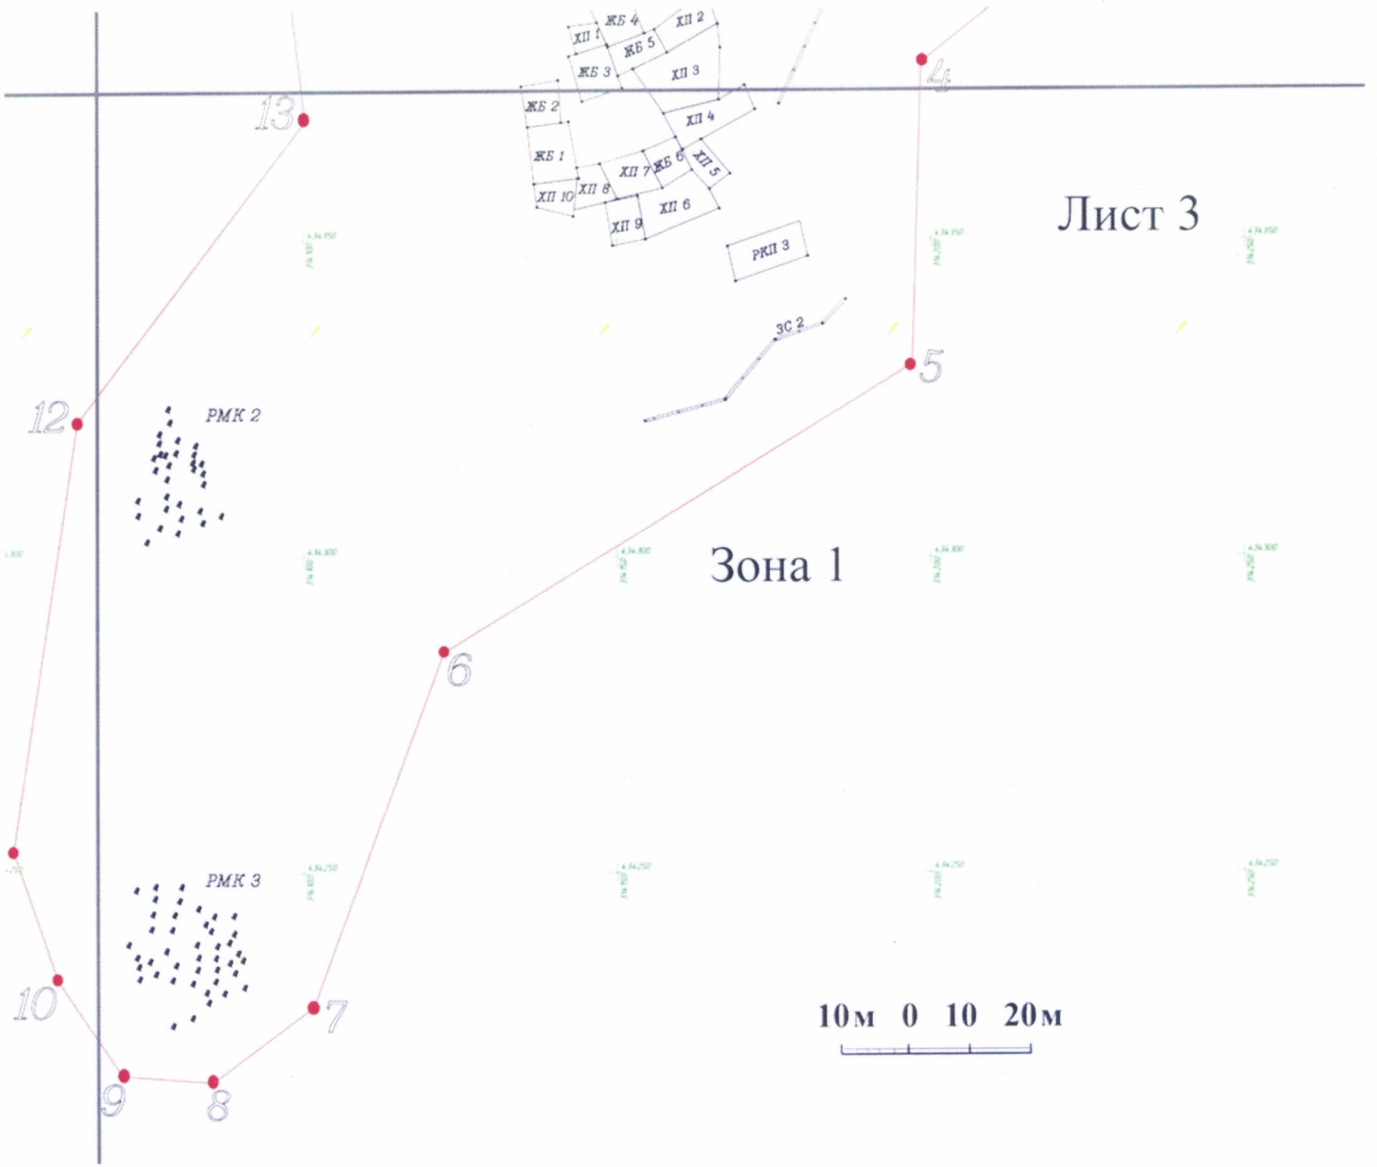 ЖБ 4
ХП 2
ХП 1
ЖБ 5
ЖБ 3
ХП 3
4
ЖБ 2
13
ХП 4
ЖБ 1
ХП 7
ЖБ 6
ХП 5
ХП 10
ХП 8
ХП 9
ХП 6
Лист 3
РКП 3
ЗС 2
5
12
РМК 2
Зона 1
6
РМК 3
10
7
10м 0 10 20м
9
8